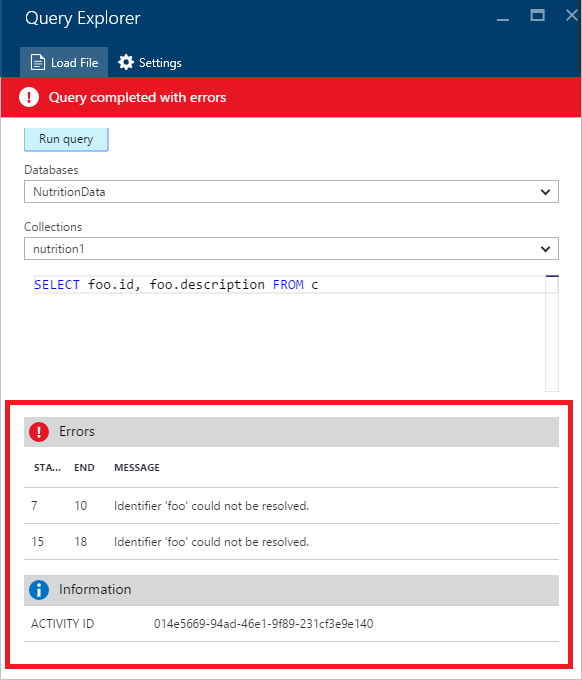 Query Explorer
Load File Settings
Query completed with errors
Run query
Databases
NutritionData
Collections
nutrition1
SELECT foo.id, foo.description FROM c
Errors
STA... END MESSAGE
7 10 Identifier 'foo' could not be resolved.
15 18 Identifier 'foo' could not be resolved.
Information
ACTIVITY ID 014e5669-94ad-46e1-9f89-231cf3e9e140